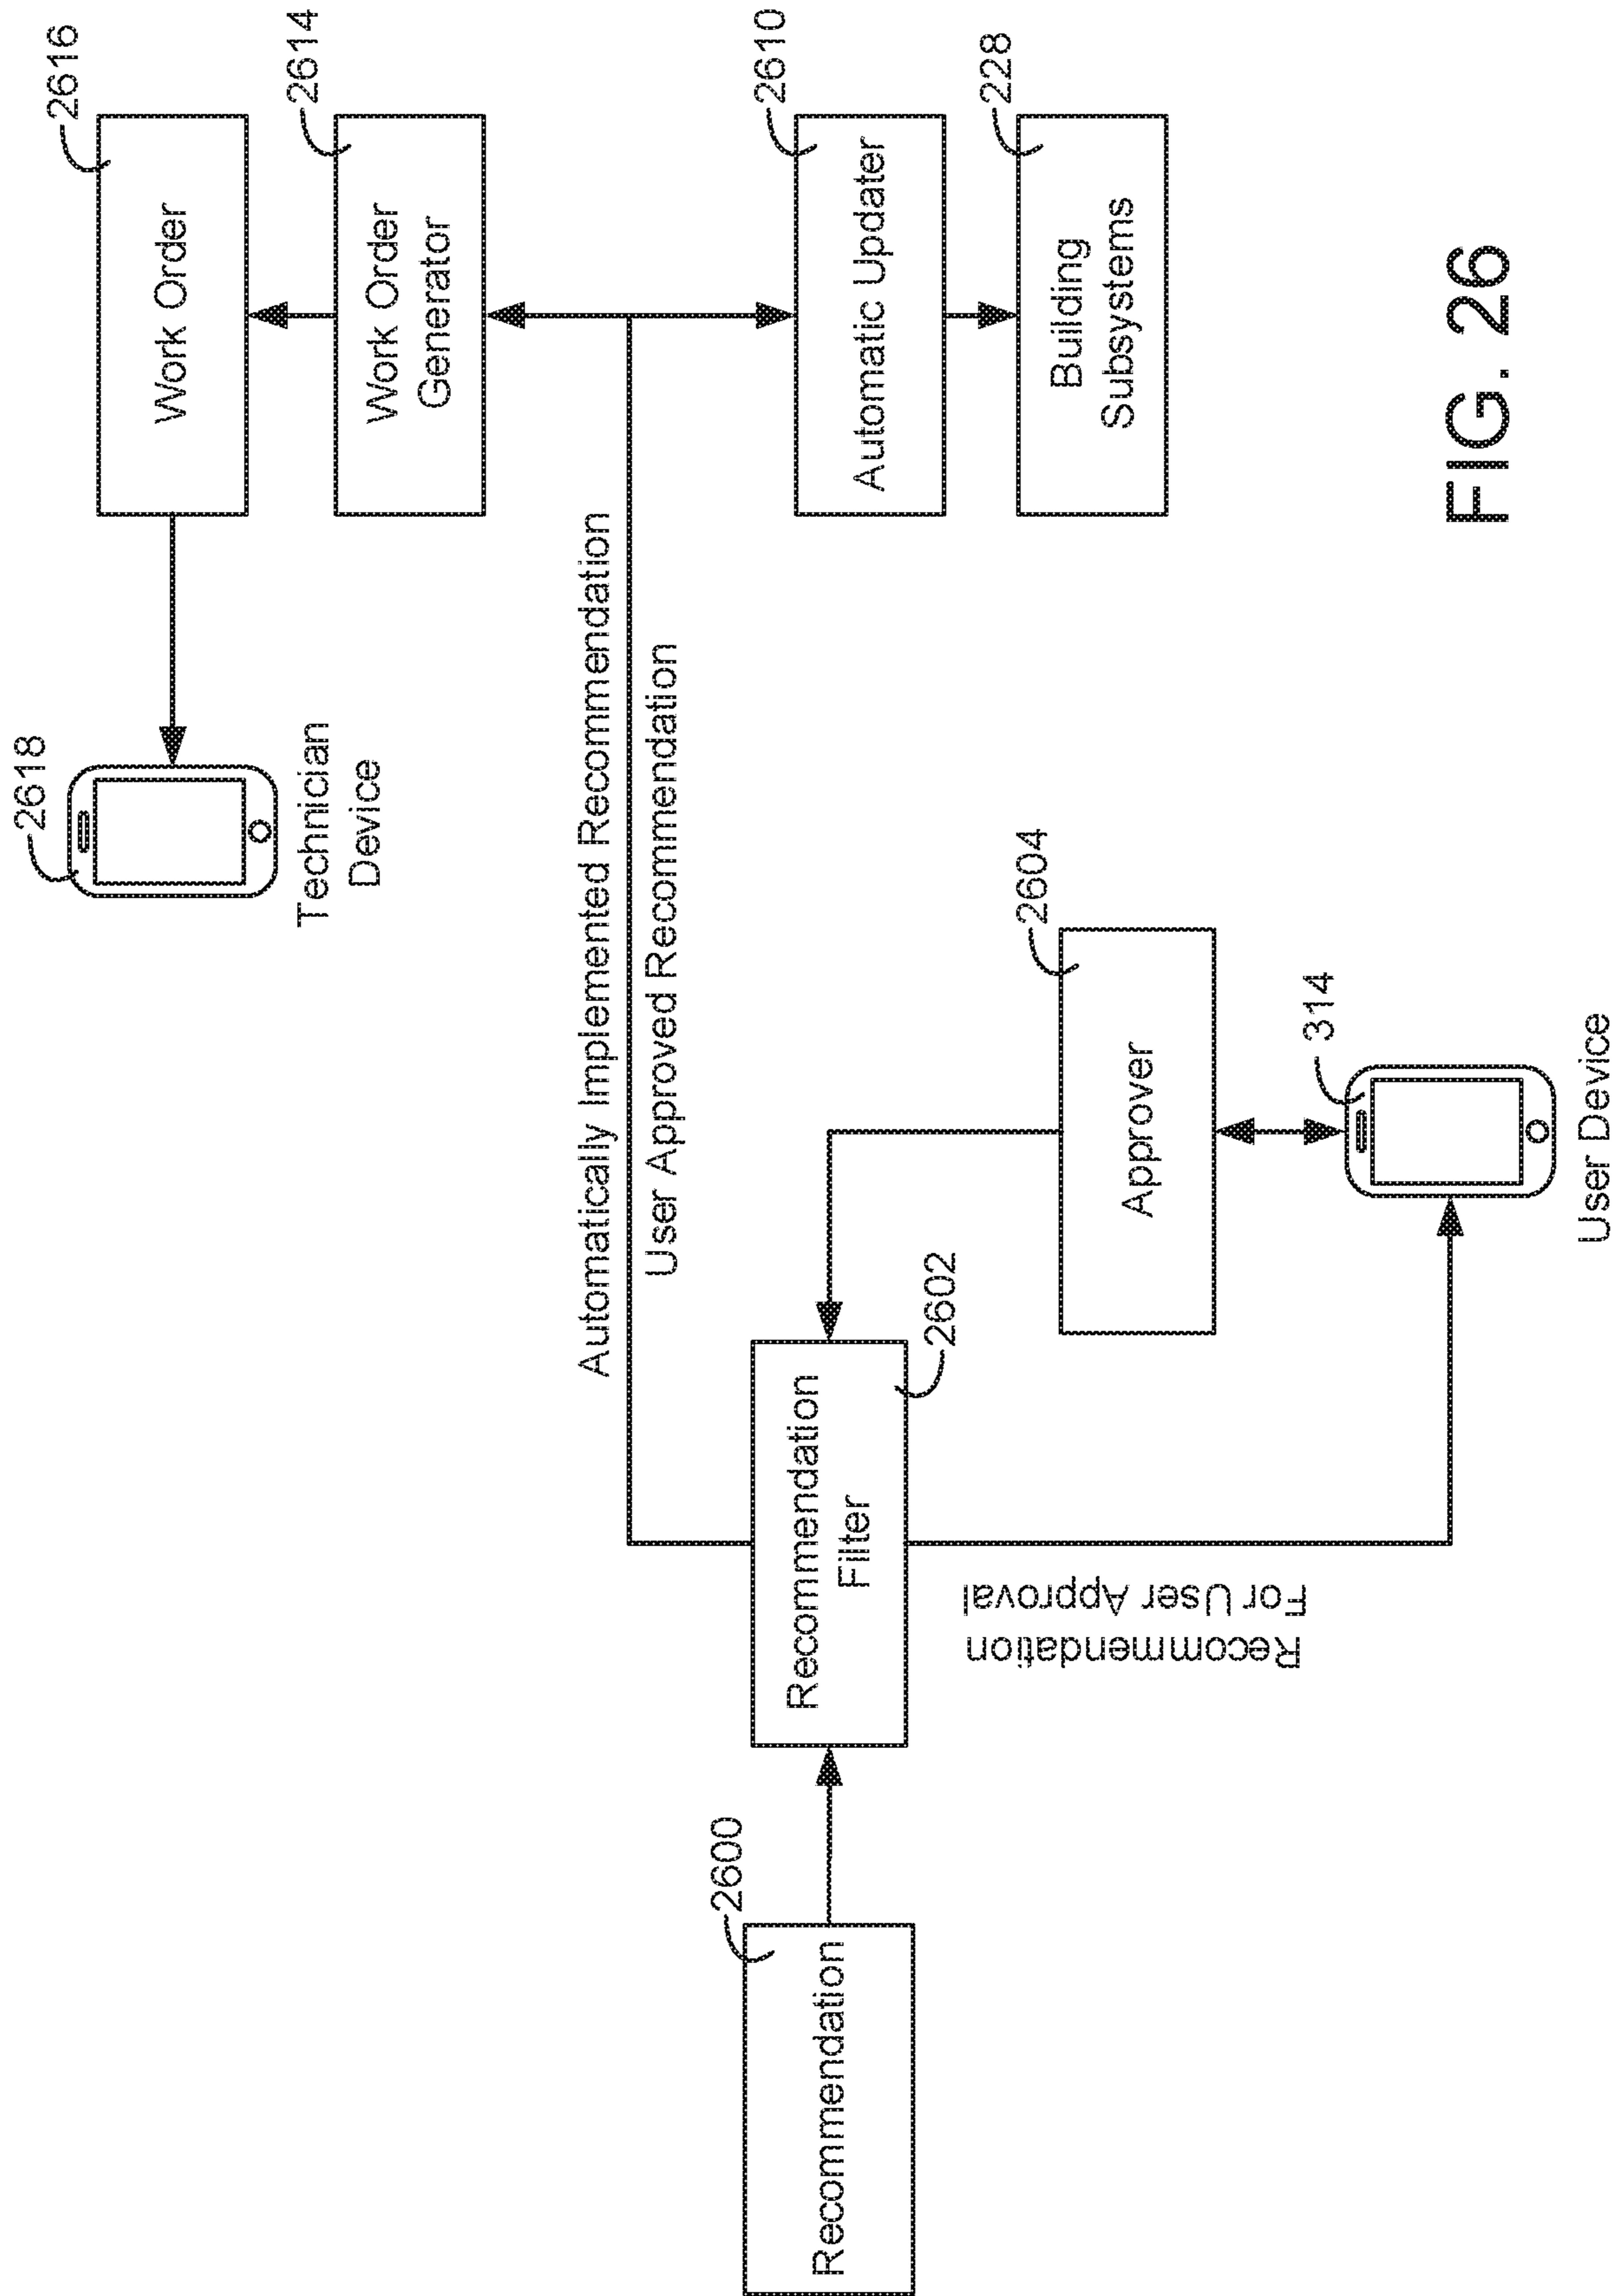 2600
Recommendation
Recommendation
Filter
2602
Recommendation
For User Approval
Automatically Implemented Recommendation
User Approved Recommendation
2604
Approver
314
User Device
2618
Technician
Device
2616
Work Order
2614
Work Order
Generator
2610
Automatic Updater
228
Building
Subsystems
FIG. 26